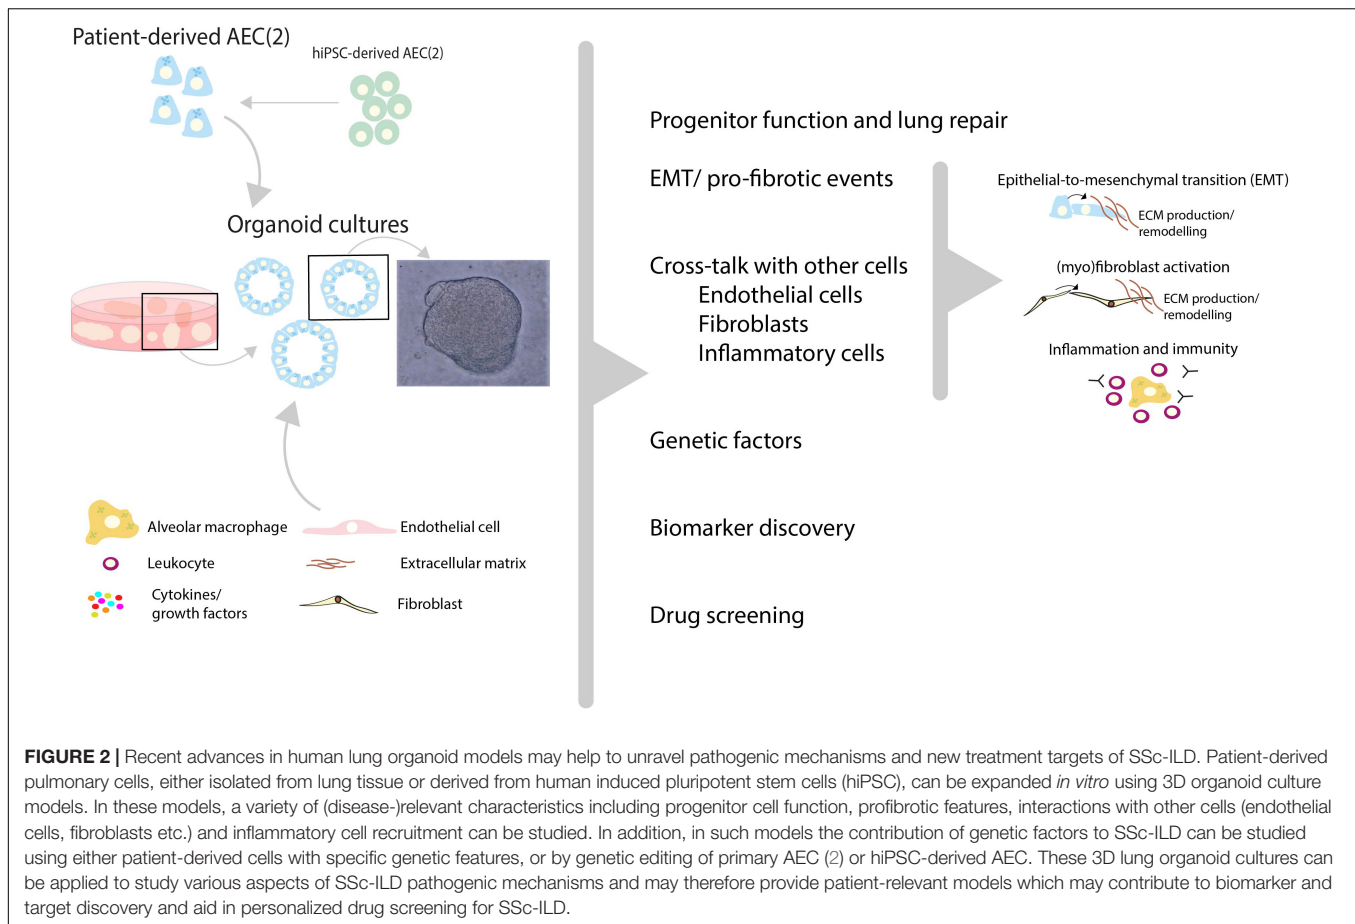 Patient-derived AEC(2)
hiPSC-derived AEC(2)
Organoid cultures
Alveolar macrophage
Endothelial cell
Leukocyte
Extracellular matrix
Cytokines/
growth factors
Fibroblast
Progenitor function and lung repair
EMT/ pro-fibrotic events
Cross-talk with other cells
Endothelial cells
Fibroblasts
Inflammatory cells
Genetic factors
Biomarker discovery
Drug screening
Epithelial-to-mesenchymal transition (EMT)
ECM production/
remodelling
(myo)fibroblast activation
ECM production/
remodelling
Inflammation and immunity
FIGURE 2 | Recent advances in human lung organoid models may help to unravel pathogenic mechanisms and new treatment targets of SSc-ILD. Patient-derived
pulmonary cells, either isolated from lung tissue or derived from human induced pluripotent stem cells (hiPSC), can be expanded in vitro using 3D organoid culture
models. In these models, a variety of (disease-)relevant characteristics including progenitor cell function, profibrotic features, interactions with other cells (endothelial
cells, fibroblasts etc.) and inflammatory cell recruitment can be studied. In addition, in such models the contribution of genetic factors to SSc-ILD can be studied
using either patient-derived cells with specific genetic features, or by genetic editing of primary AEC (2) or hiPSC-derived AEC. These 3D lung organoid cultures can
be applied to study various aspects of SSc-ILD pathogenic mechanisms and may therefore provide patient-relevant models which may contribute to biomarker and
target discovery and aid in personalized drug screening for SSc-ILD.